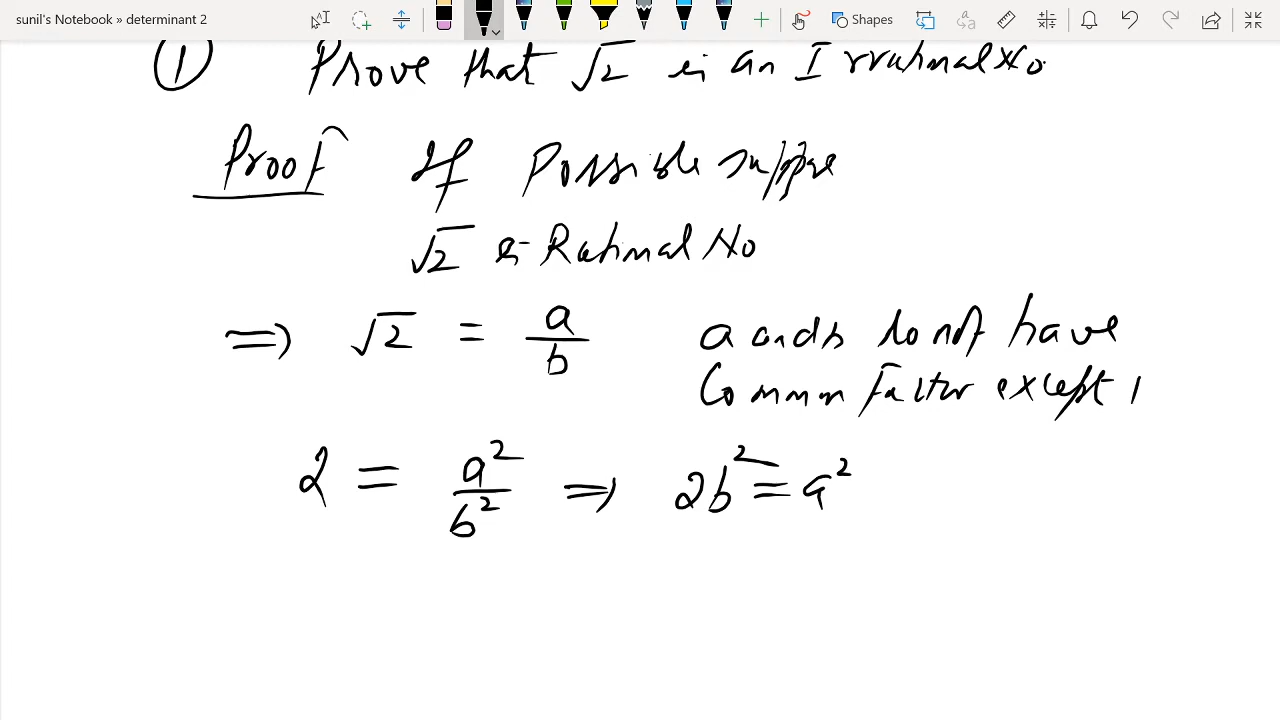 sunil's Notebook » determinant 2
Shapes
① Prove that √2 is an Irrational No
Proof If Possible suppose
√2 is Rational No
⇒ √2 = a/b a and b do not have
Common Factor except 1
2 = a²/b² ⇒ 2b² = a²